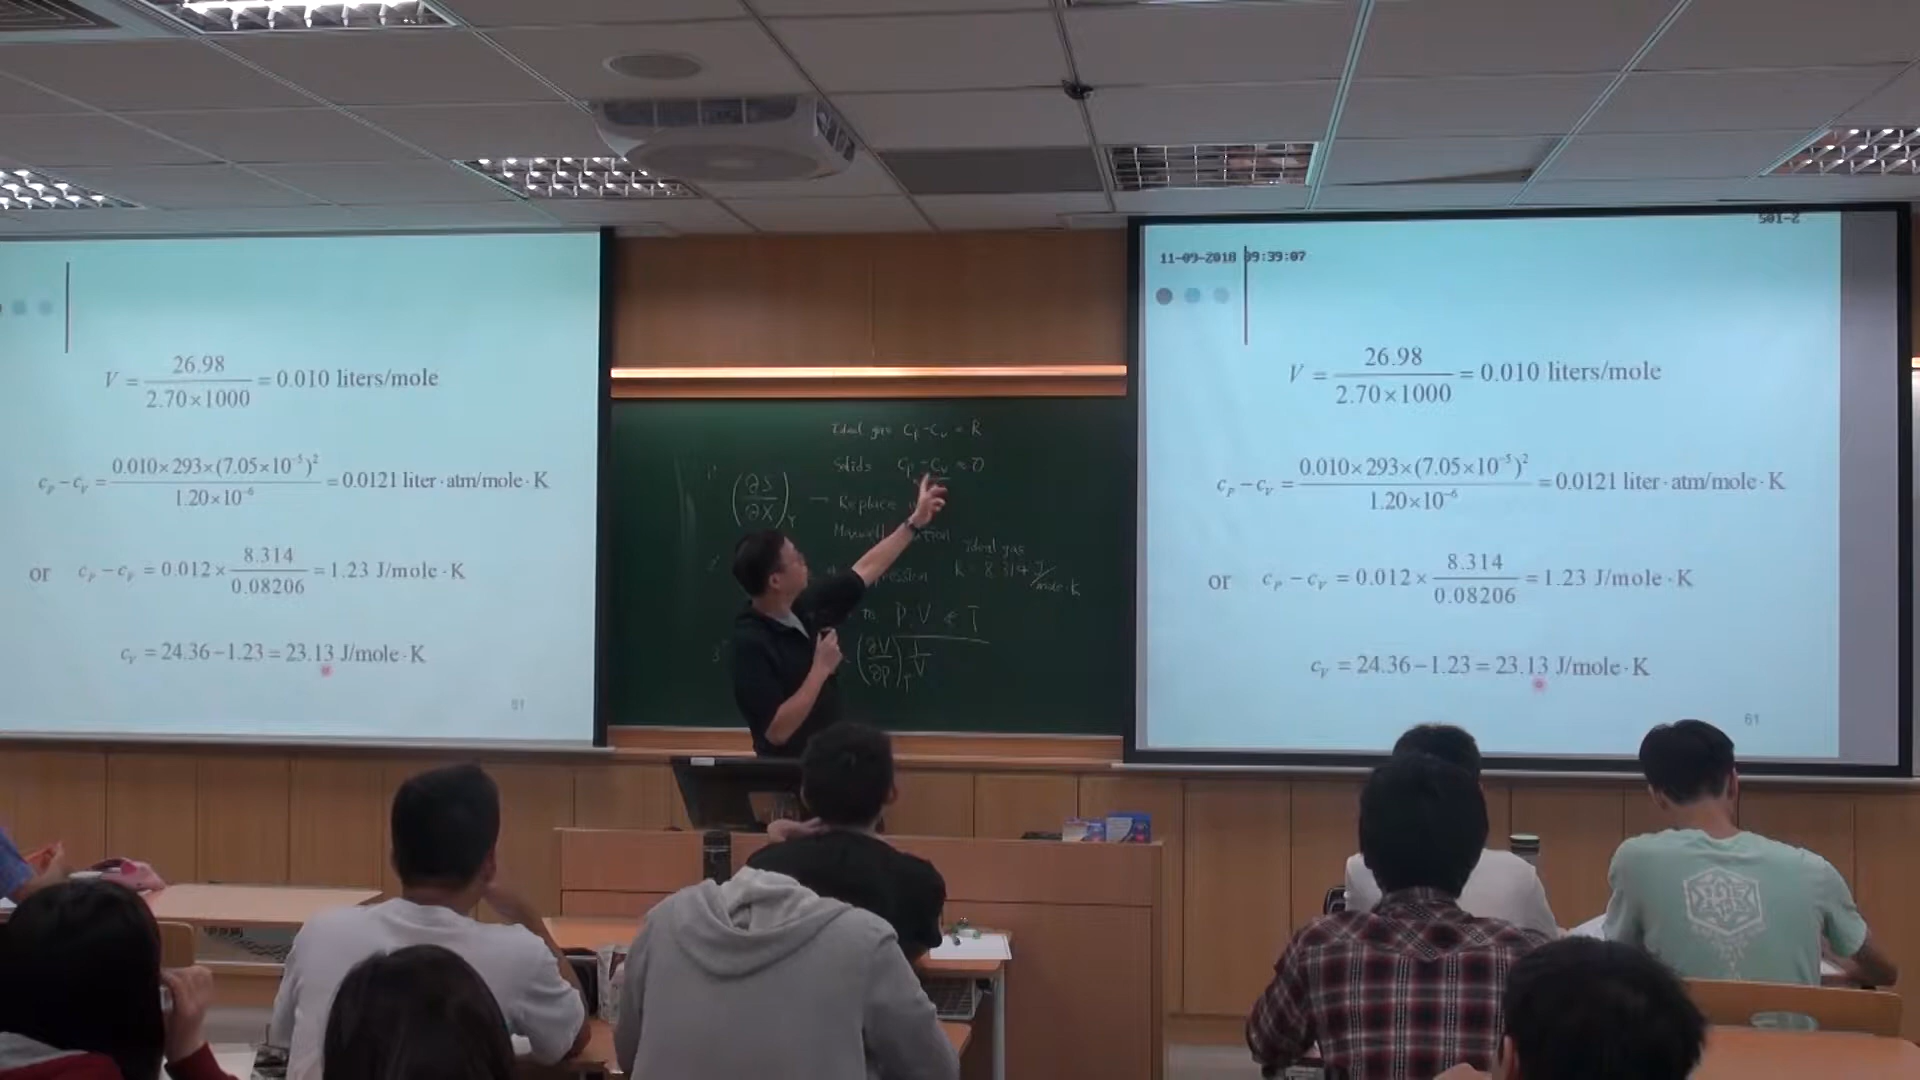 V = 26.98 / 2.70×1000 = 0.010 liters/mole
c_P − c_V = 0.010×293×(7.05×10⁻⁵)² / 1.20×10⁻⁶ = 0.0121 liter·atm/mole·K
or c_P − c_V = 0.012 × 8.314 / 0.08206 = 1.23 J/mole·K
c_V = 24.36 − 1.23 = 23.13 J/mole·K
61
Ideal gas Cp-Cv = R
Solids Cp-Cv ≈ 0
1° (∂S/∂X)_Y → Replace
Maxwell
Ideal gas
R = 8.314 J/mole·K
to P.V & T
3° (∂V/∂P)_T 1/V
S01-2
11-09-2018 09:39:07
V = 26.98 / 2.70×1000 = 0.010 liters/mole
c_P − c_V = 0.010×293×(7.05×10⁻⁵)² / 1.20×10⁻⁶ = 0.0121 liter·atm/mole·K
or c_P − c_V = 0.012 × 8.314 / 0.08206 = 1.23 J/mole·K
c_V = 24.36 − 1.23 = 23.13 J/mole·K
61